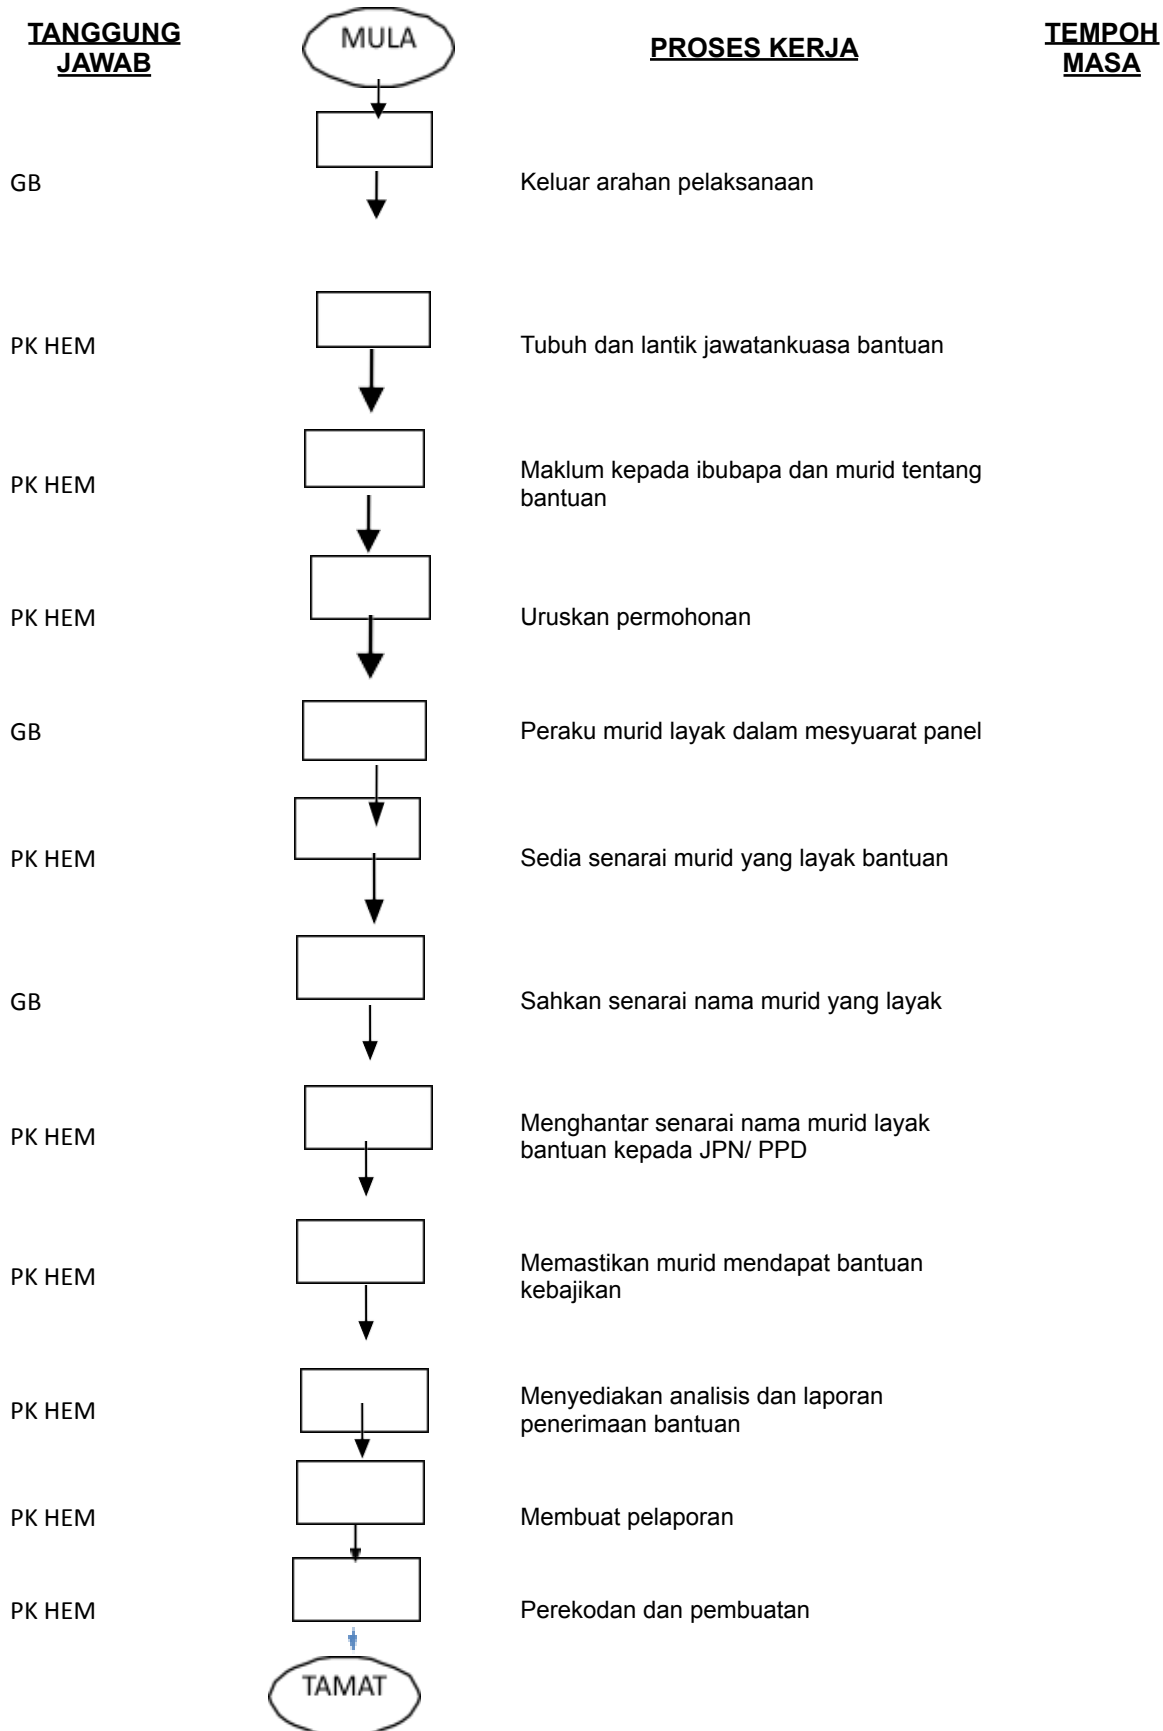 TANGGUNG
JAWAB
MULA
PROSES KERJA
TEMPOH
MASA
GB
Keluar arahan pelaksanaan
PK HEM
Tubuh dan lantik jawatankuasa bantuan
PK HEM
Maklum kepada ibubapa dan murid tentang
bantuan
PK HEM
Uruskan permohonan
GB
Peraku murid layak dalam mesyuarat panel
PK HEM
Sedia senarai murid yang layak bantuan
GB
Sahkan senarai nama murid yang layak
PK HEM
Menghantar senarai nama murid layak
bantuan kepada JPN/ PPD
PK HEM
Memastikan murid mendapat bantuan
kebajikan
PK HEM
Menyediakan analisis dan laporan
penerimaan bantuan
PK HEM
Membuat pelaporan
PK HEM
Perekodan dan pembuatan
TAMAT